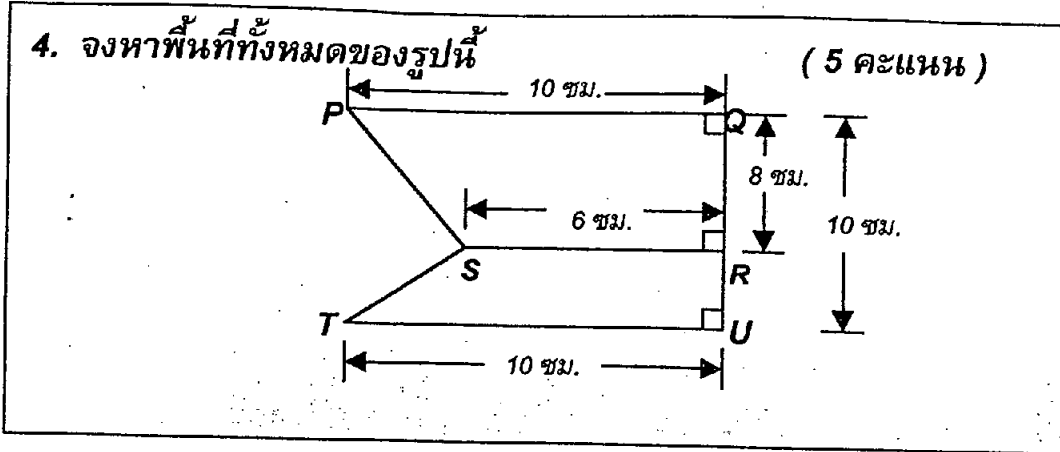 4. จงหาพื้นที่ทั้งหมดของรูปนี้ ( 5 คะแนน )
10 ซม.
P Q
8 ซม.
6 ซม. 10 ซม.
S R
T U
10 ซม.